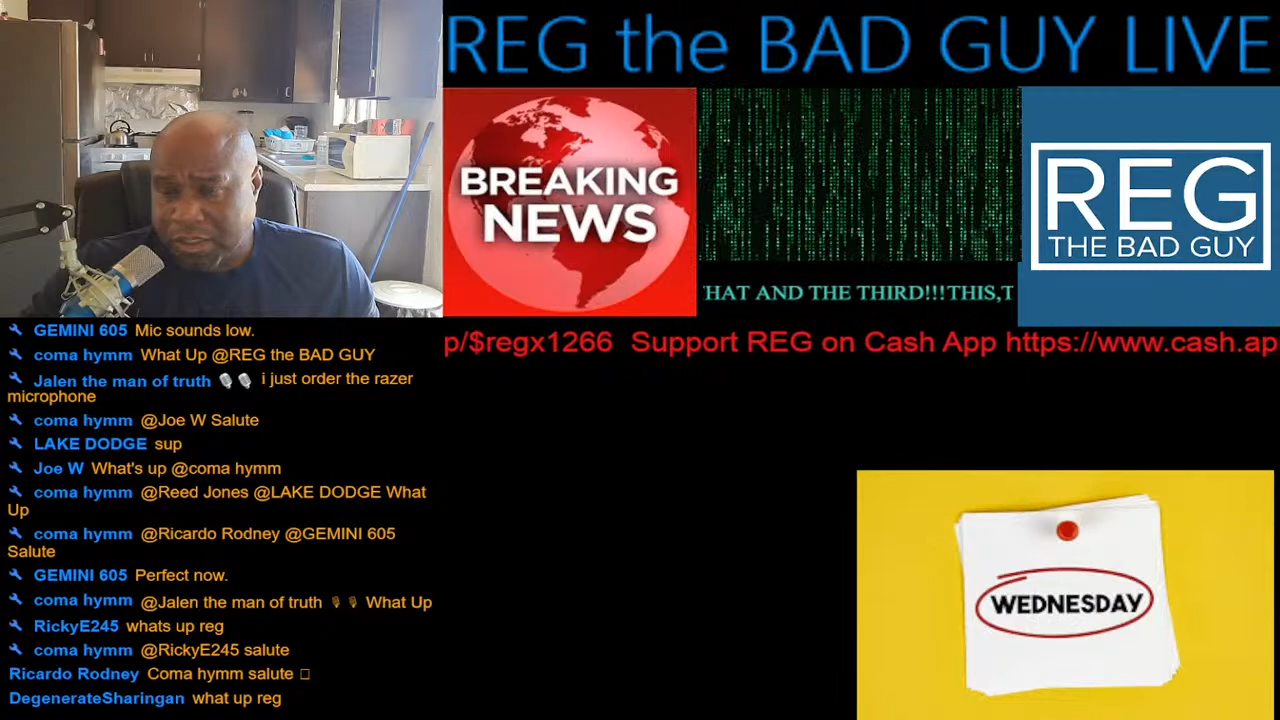 REG the BAD GUY LIVE
BREAKING
NEWS
REG
THE BAD GUY
HAT AND THE THIRD!!!THIS,T
p/$regx1266 Support REG on Cash App https://www.cash.ap
GEMINI 605 Mic sounds low.
coma hymm What Up @REG the BAD GUY
Jalen the man of truth 🎙🎙 i just order the razer
microphone
coma hymm @Joe W Salute
LAKE DODGE sup
Joe W What's up @coma hymm
coma hymm @Reed Jones @LAKE DODGE What
Up
coma hymm @Ricardo Rodney @GEMINI 605
Salute
GEMINI 605 Perfect now.
coma hymm @Jalen the man of truth 🎙🎙 What Up
RickyE245 whats up reg
coma hymm @RickyE245 salute
Ricardo Rodney Coma hymm salute
DegenerateSharingan what up reg
WEDNESDAY